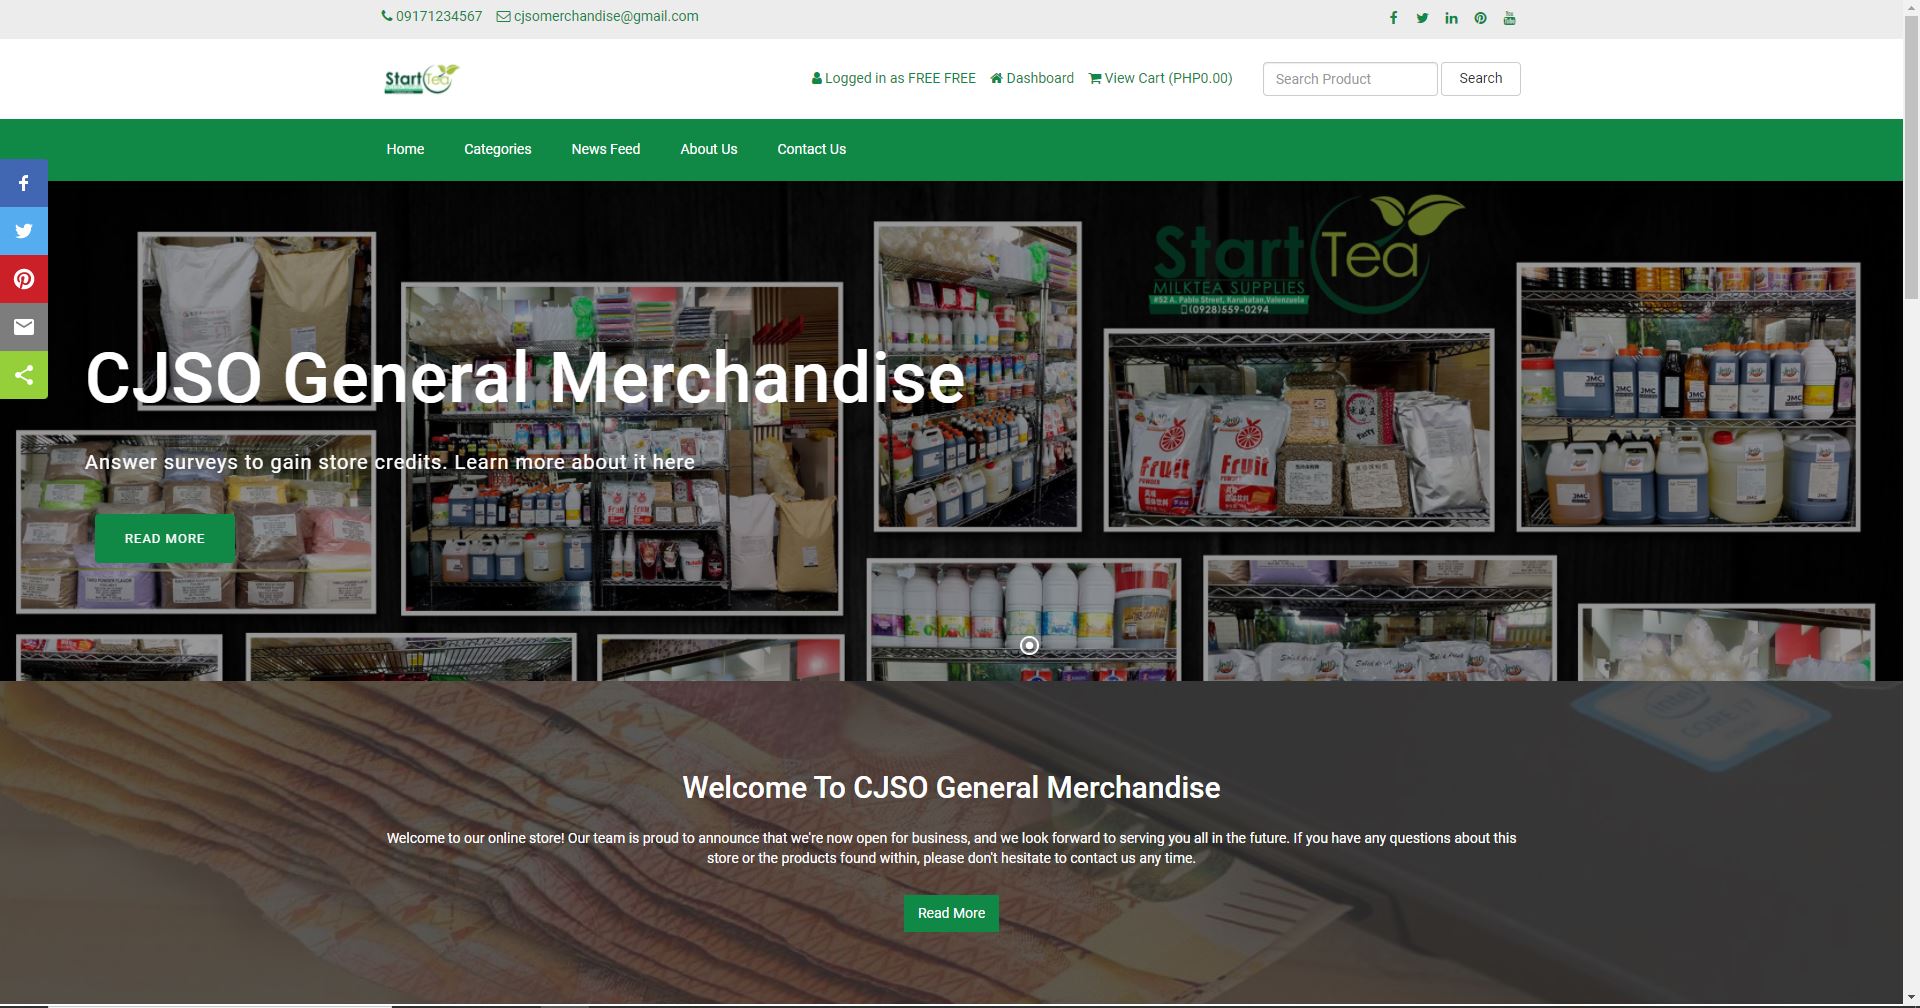 09171234567 cjsomerchandise@gmail.com
Start Tea
Logged in as FREE FREE Dashboard View Cart (PHP0.00) Search Product Search
Home Categories News Feed About Us Contact Us
Start Tea
MILKTEA SUPPLIES
#52 A. Pablo Street, Karuhatan,Valenzuela
(0928)559-0294
CJSO General Merchandise
Answer surveys to gain store credits. Learn more about it here
READ MORE
Fruit
POWDER
Fruit
POWDER
JMC
JMC
JMC
JMC
Welcome To CJSO General Merchandise
Welcome to our online store! Our team is proud to announce that we're now open for business, and we look forward to serving you all in the future. If you have any questions about this
store or the products found within, please don't hesitate to contact us any time.
Read More